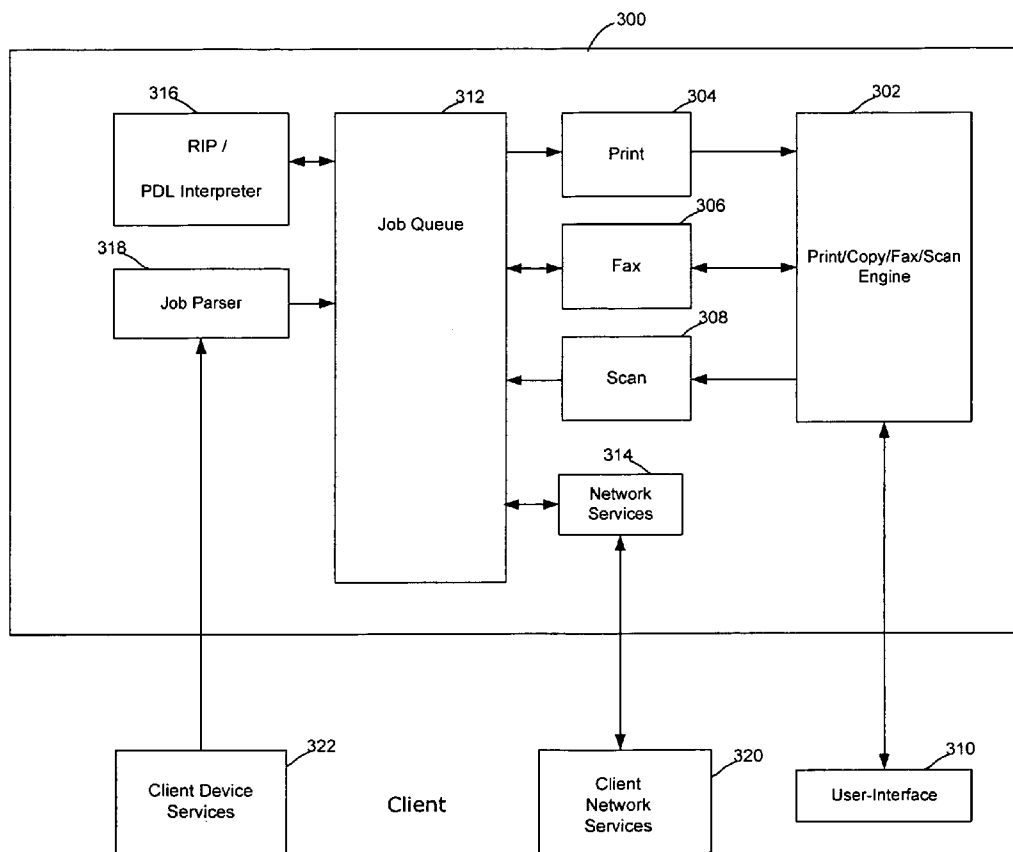 300
316
312
304
302
RIP /
PDL Interpreter
Job Queue
Print
306
Fax
Print/Copy/Fax/Scan
Engine
318
Job Parser
308
Scan
314
Network
Services
322
Client Device
Services
Client
320
Client
Network
Services
310
User-Interface